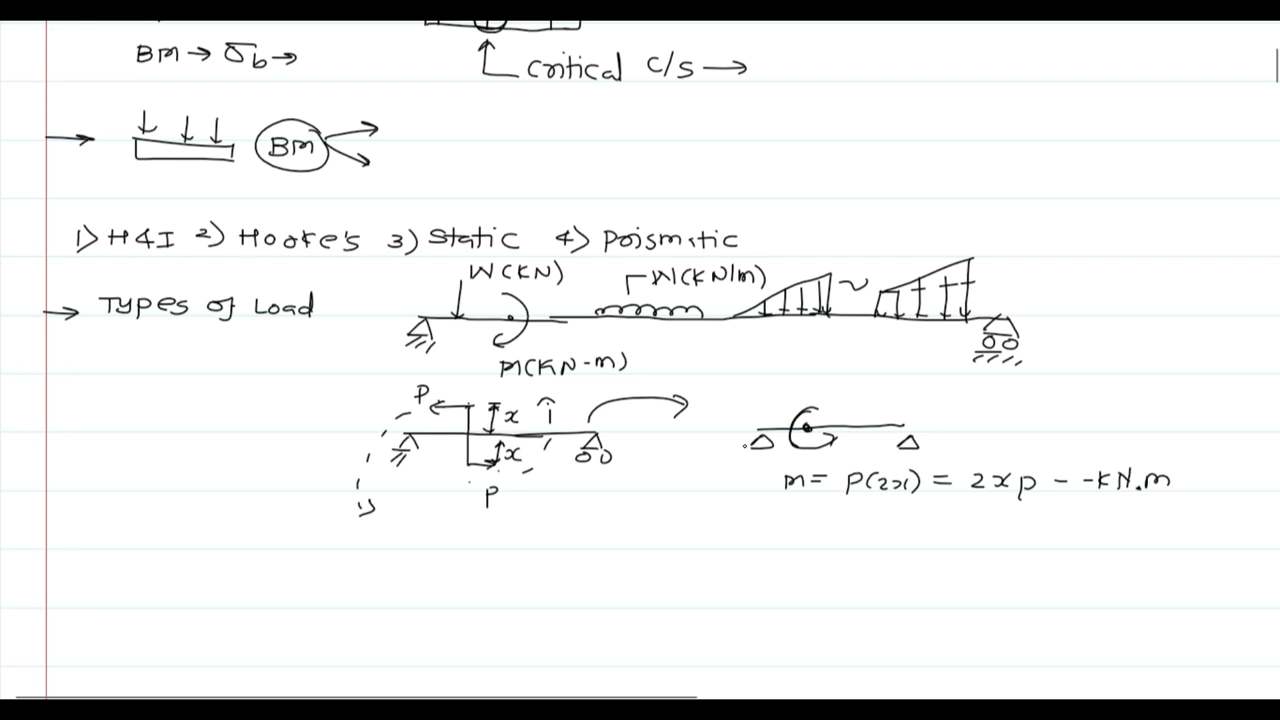 BM → σb →
critical c/s →
BM
1) H&I 2) Hooke's 3) Static 4) Prismatic
W(KN)
W(KN/m)
→ Types of Load
M(KN-m)
P
x
x
P
m = P(2x) = 2xp - -KN.m